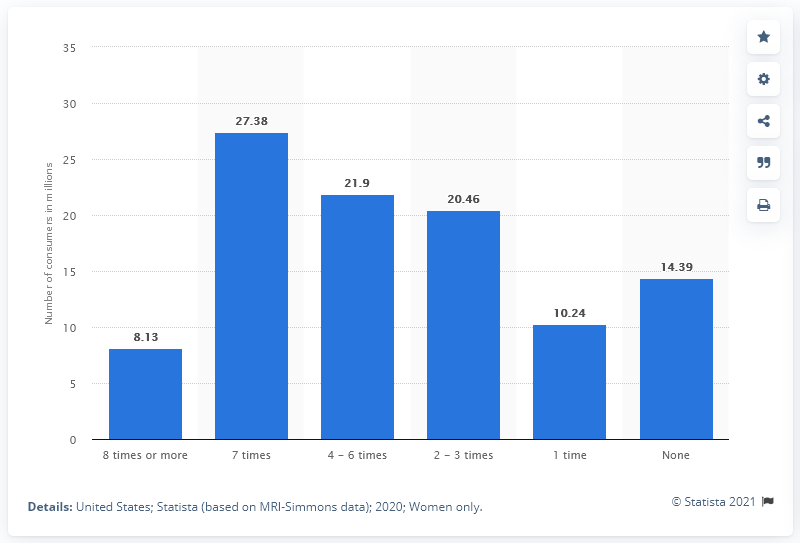 35
30
25
20
15
10
5
0
Number of consumers in millions
8.13
27.38
21.9
20.46
10.24
14.39
8 times or more
7 times
4 – 6 times
2 – 3 times
1 time
None
Details: United States; Statista (based on MRI-Simmons data); 2020; Women only.
© Statista 2021